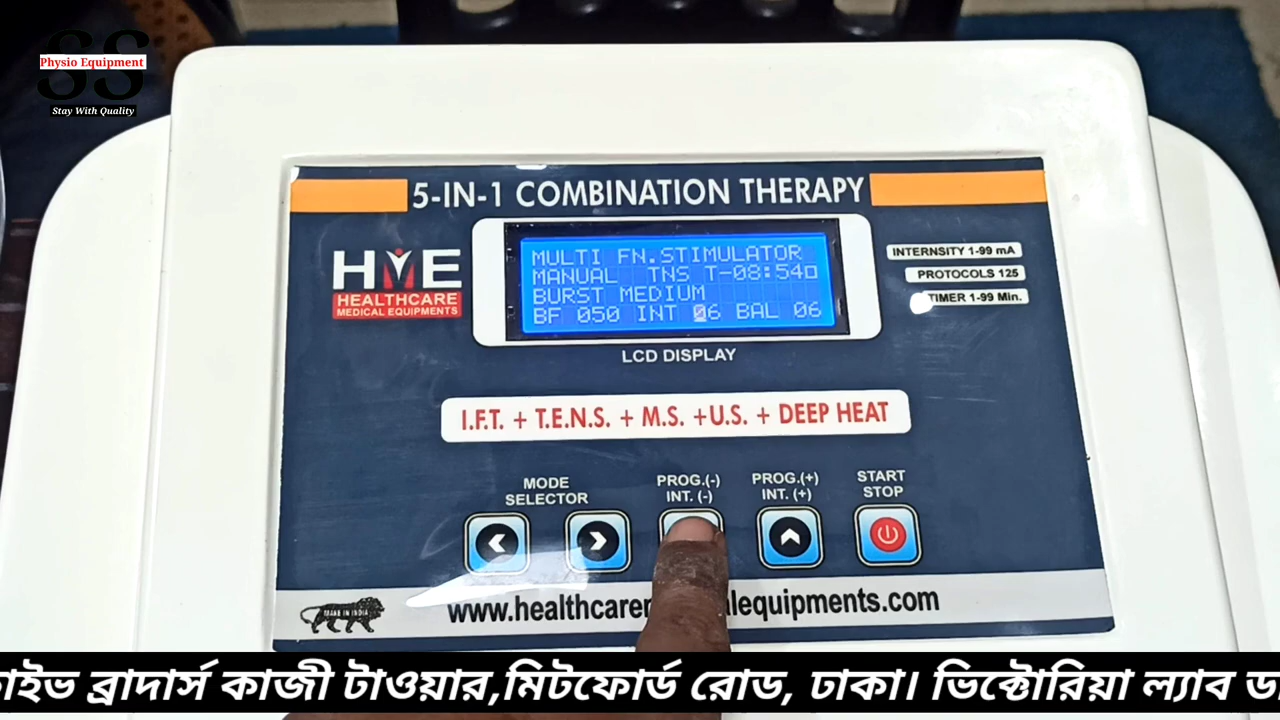 SS
Physio Equipment
Stay With Quality
5-IN-1 COMBINATION THERAPY
HME
HEALTHCARE
MEDICAL EQUIPMENTS
MULTI FN.STIMULATOR
MANUAL TNS T-08:54
BURST MEDIUM
BF 050 INT 06 BAL 06
LCD DISPLAY
INTERNSITY 1-99 mA
PROTOCOLS 125
TIMER 1-99 Min.
I.F.T. + T.E.N.S. + M.S. +U.S. + DEEP HEAT
MODE
SELECTOR
PROG.(-)
INT. (-)
PROG.(+)
INT. (+)
START
STOP
MAKE IN INDIA
www.healthcare
equipments.com
ব্রাদার্স কাজী টাওয়ার,মিটফোর্ড রোড, ঢাকা। ভিক্টোরিয়া ল্যাব